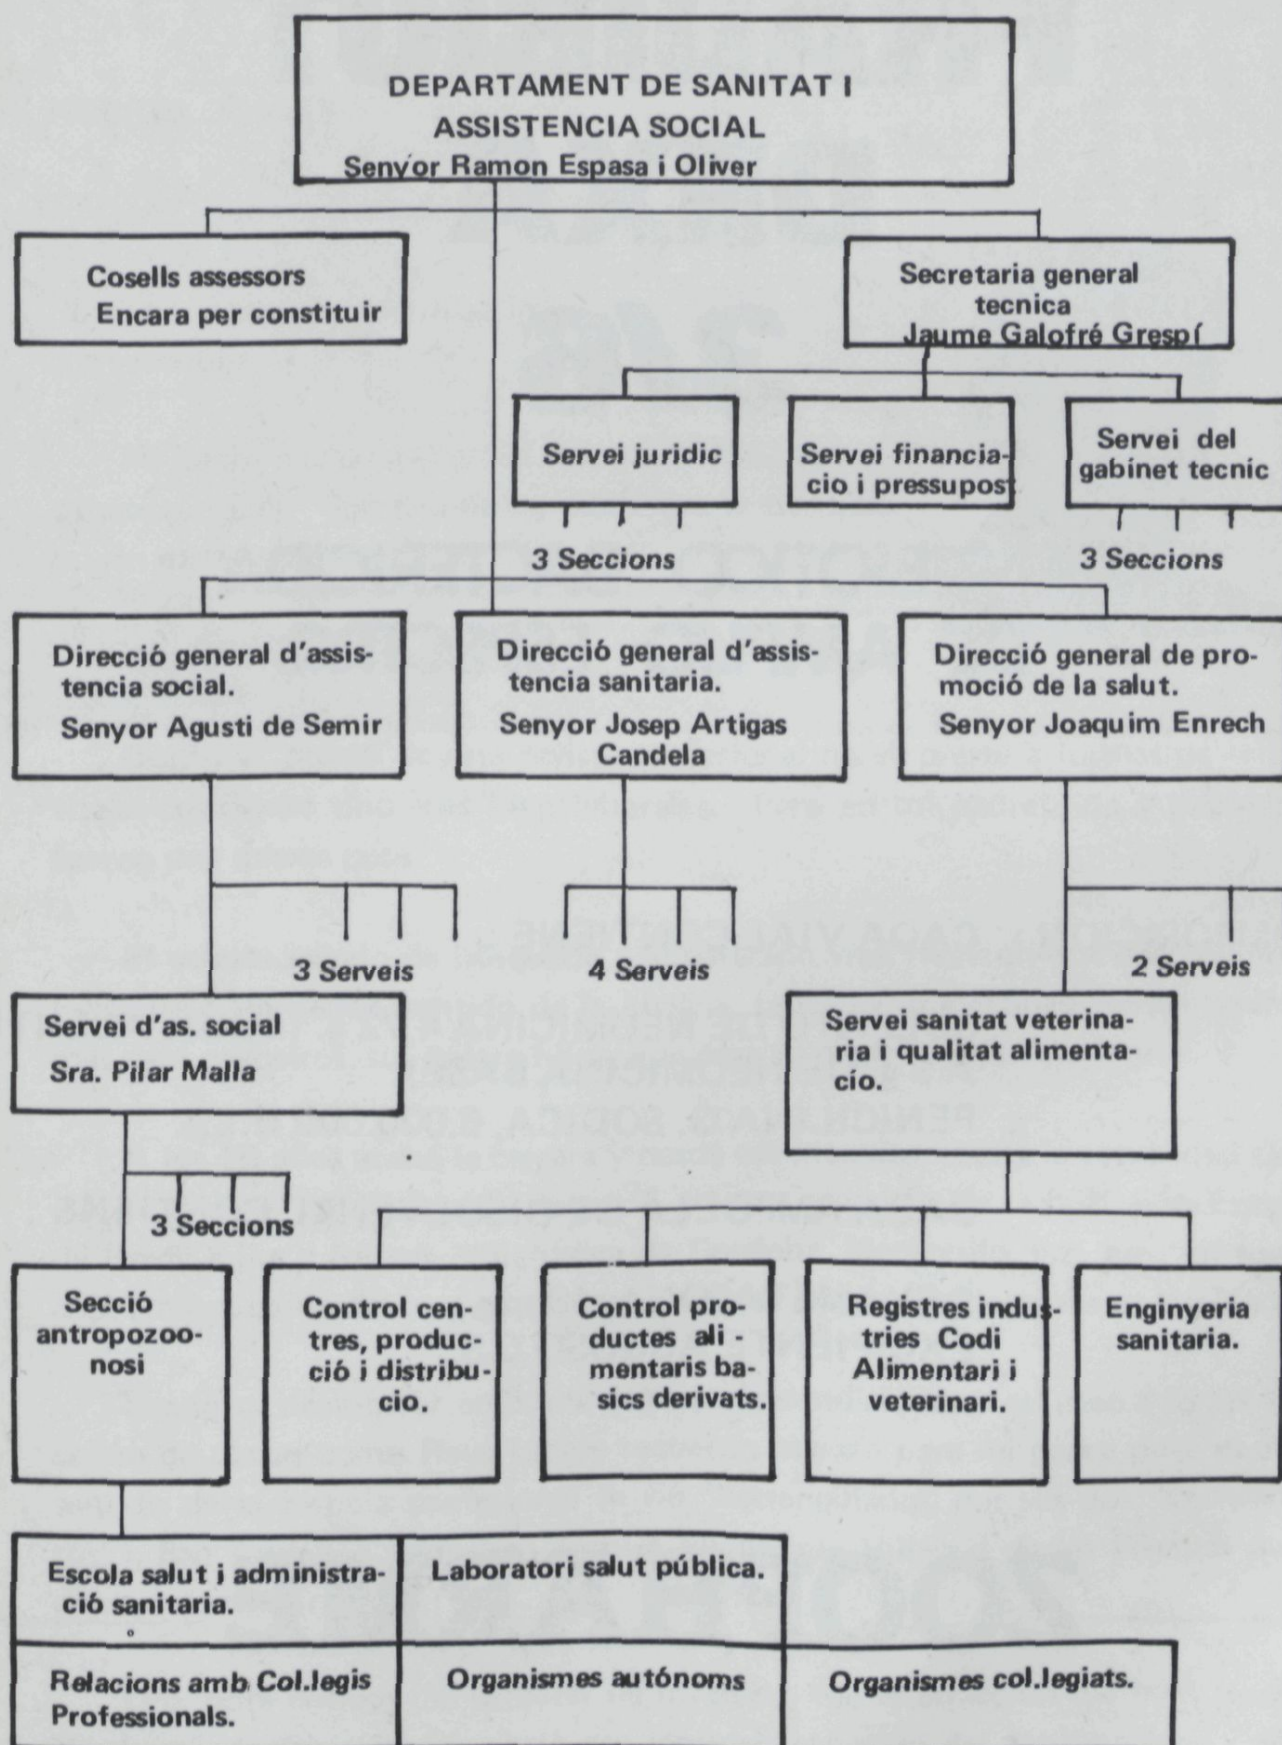 DEPARTAMENT DE SANITAT I
ASSISTENCIA SOCIAL
Senyor Ramon Espasa i Oliver
Cosells assessors
Encara per constituir
Secretaria general
tecnica
Jaume Galofré Grespí
Servei juridic
Servei financia-
cio i pressupost
Servei del
gabinet tecnic
3 Seccions
3 Seccions
Direcció general d'assis-
tencia social.
Senyor Agusti de Semir
Direcció general d'assis-
tencia sanitaria.
Senyor Josep Artigas
Candela
Direcció general de pro-
moció de la salut.
Senyor Joaquim Enrech
3 Serveis
4 Serveis
2 Serveis
Servei d'as. social
Sra. Pilar Malla
Servei sanitat veterina-
ria i qualitat alimenta-
cío.
3 Seccions
Secció
antropozoo-
nosi
Control cen-
tres, produc-
ció i distribu-
cio.
Control pro-
ductes ali -
mentaris ba-
sics derivats.
Registres indus-
tries Codi
Alimentari i
veterinari.
Enginyeria
sanitaria.
Escola salut i administra-
ció sanitaria.
Laboratori salut pública.
Relacions amb Col.legis
Professionals.
Organismes autónoms
Organismes col.legiats.